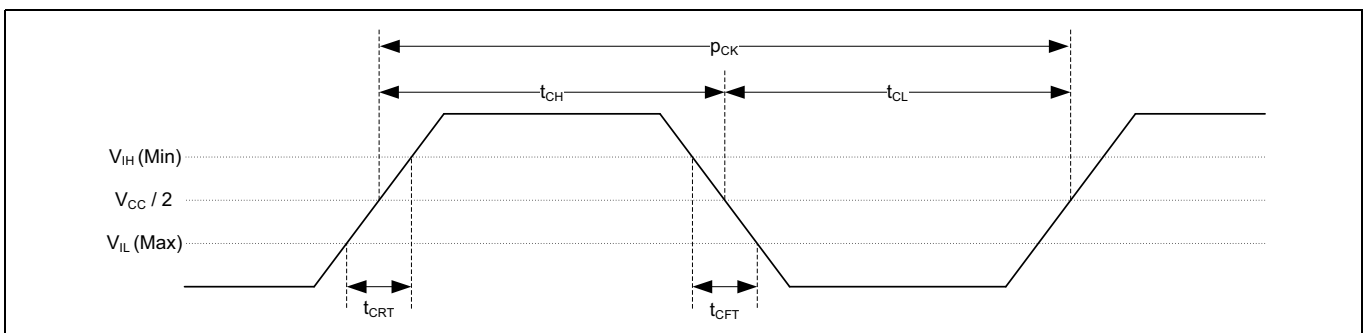 pCK
tCH
tCL
VIH (Min)
VCC / 2
VIL (Max)
tCRT
tCFT